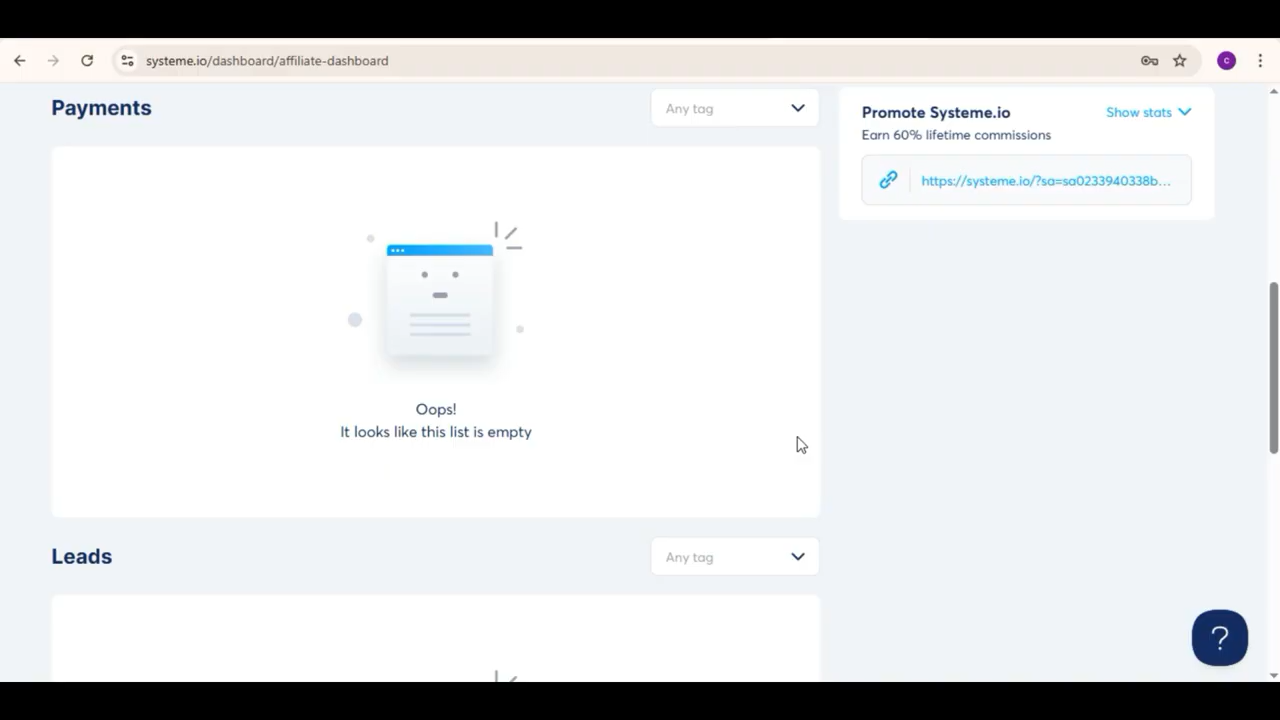 systeme.io/dashboard/affiliate-dashboard
C
Payments
Any tag
Promote Systeme.io
Show stats
Earn 60% lifetime commissions
https://systeme.io/?sa=sa0233940338b...
Oops!
It looks like this list is empty
Leads
Any tag
?